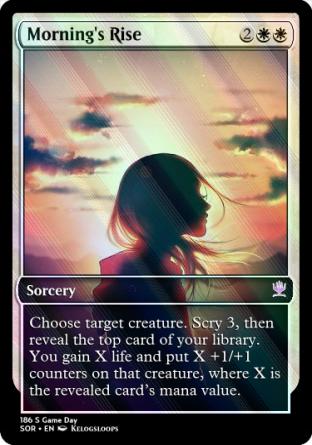 Morning's Rise 2
Sorcery
Choose target creature. Scry 3, then
reveal the top card of your library.
You gain X life and put X +1/+1
counters on that creature, where X is
the revealed card's mana value.
186 S Game Day
SOR • EN Kelogsloops